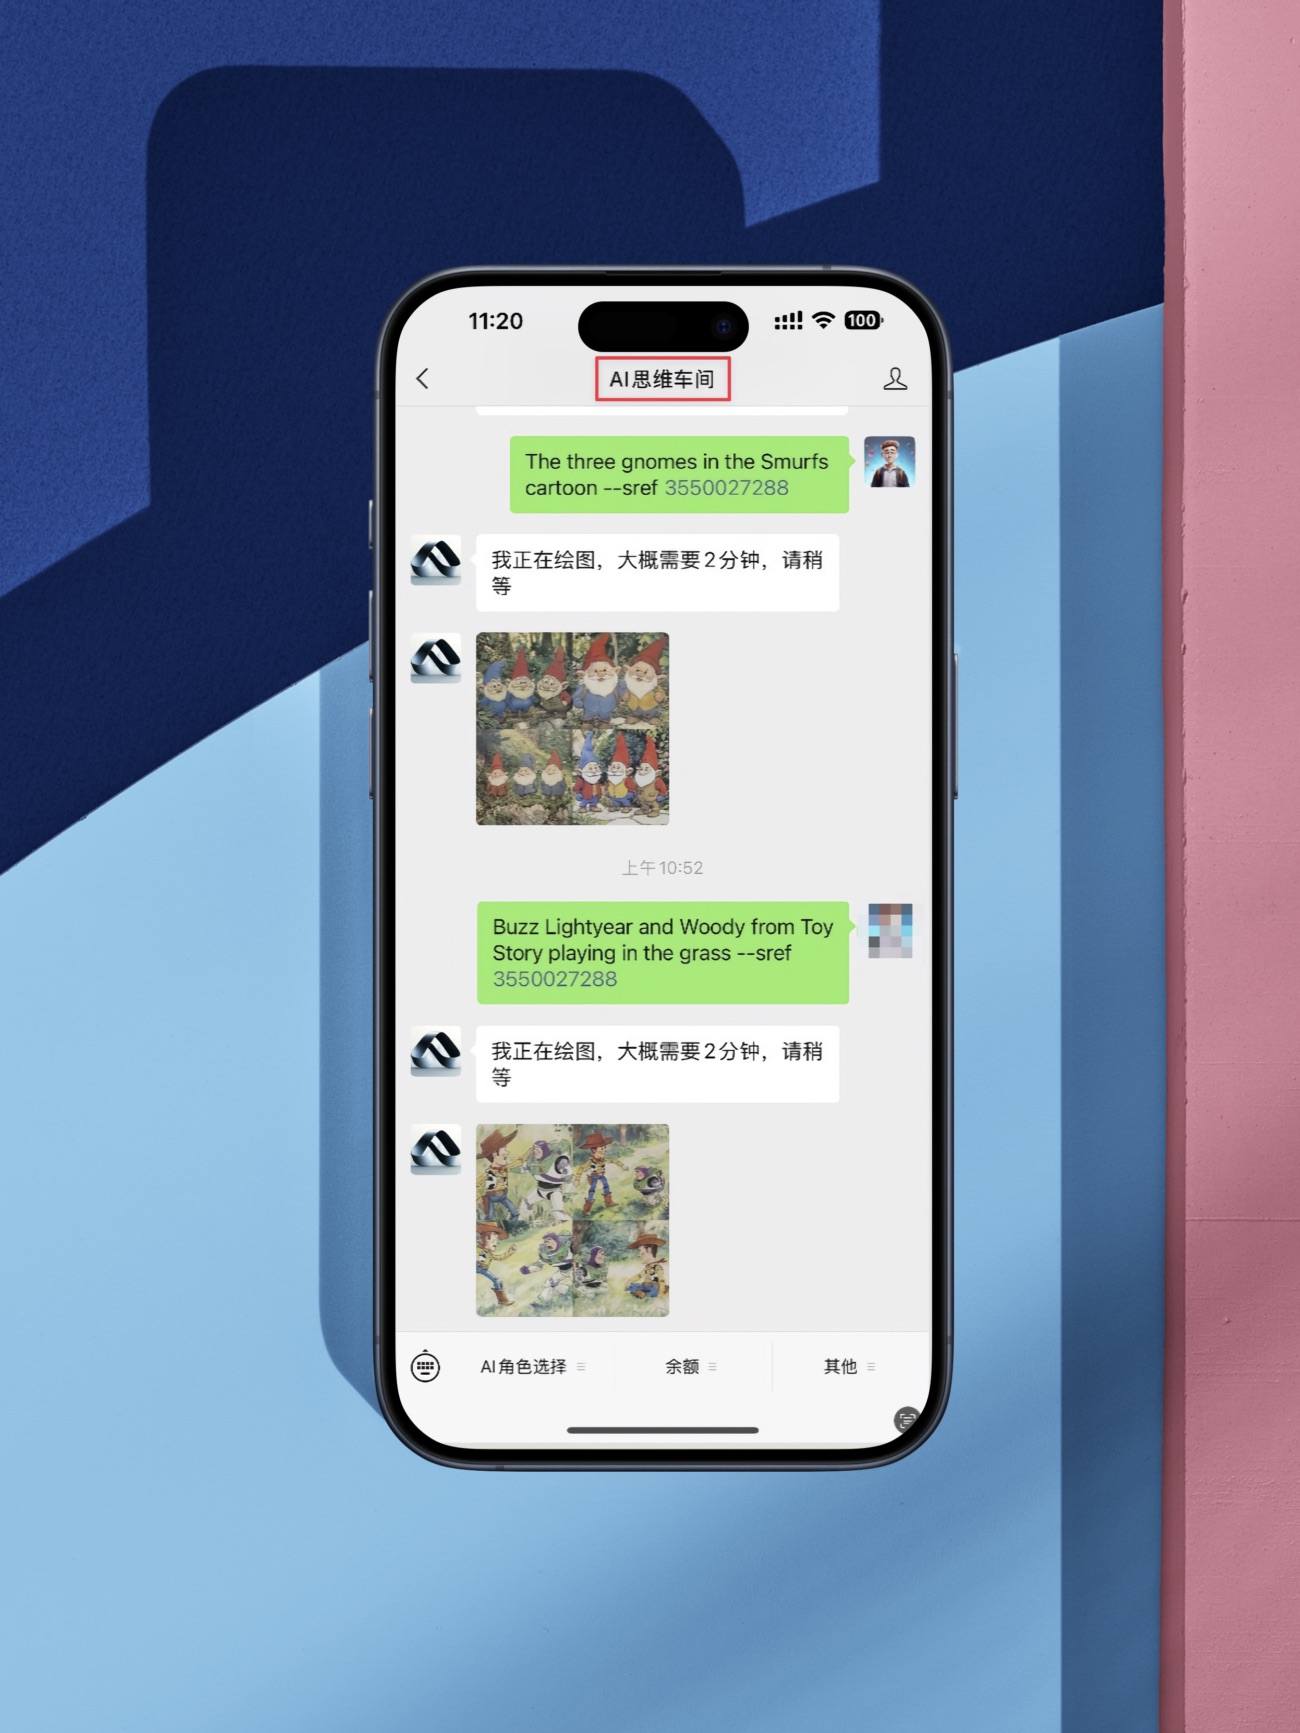 11:20
100
AI思维车间
The three gnomes in the Smurfs
cartoon --sref 3550027288
我正在绘图，大概需要2分钟，请稍
等
上午10:52
Buzz Lightyear and Woody from Toy
Story playing in the grass --sref
3550027288
我正在绘图，大概需要2分钟，请稍
等
AI角色选择
余额
其他